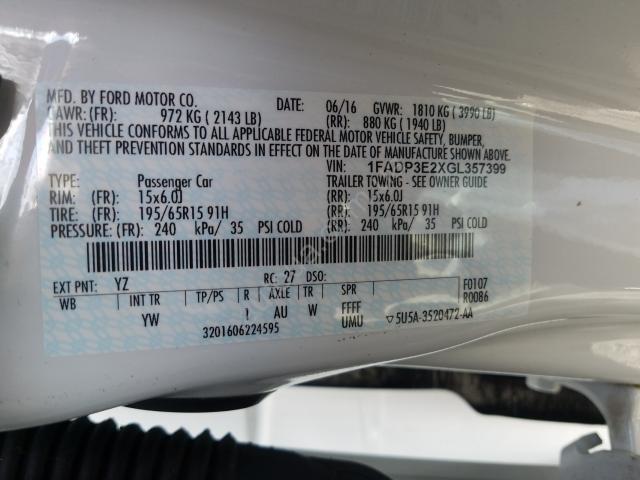 MFD. BY FORD MOTOR CO. DATE: 06/16 GVWR: 1810 KG ( 3990 LB)
GAWR: (FR): 972 KG ( 2143 LB) (RR): 880 KG ( 1940 LB)
THIS VEHICLE CONFORMS TO ALL APPLICABLE FEDERAL MOTOR VEHICLE SAFETY, BUMPER,
AND THEFT PREVENTION STANDARDS IN EFFECT ON THE DATE OF MANUFACTURE SHOWN ABOVE.
VIN: 1FADP3E2XGL357399
TYPE: Passenger Car TRAILER TOWING - SEE OWNER GUIDE
RIM: (FR): 15x6.0J (RR): 15x6.0J
TIRE: (FR): 195/65R15 91H (RR): 195/65R15 91H
PRESSURE: (FR): 240 kPa/ 35 PSI COLD (RR): 240 kPa/ 35 PSI COLD
EXT PNT: YZ RC: 27 DSO: F0107
WB INT TR TP/PS R AXLE TR SPR R0086
YW I AU W FFFF
UMU ▽5U5A-3520472-AA
3201606224595